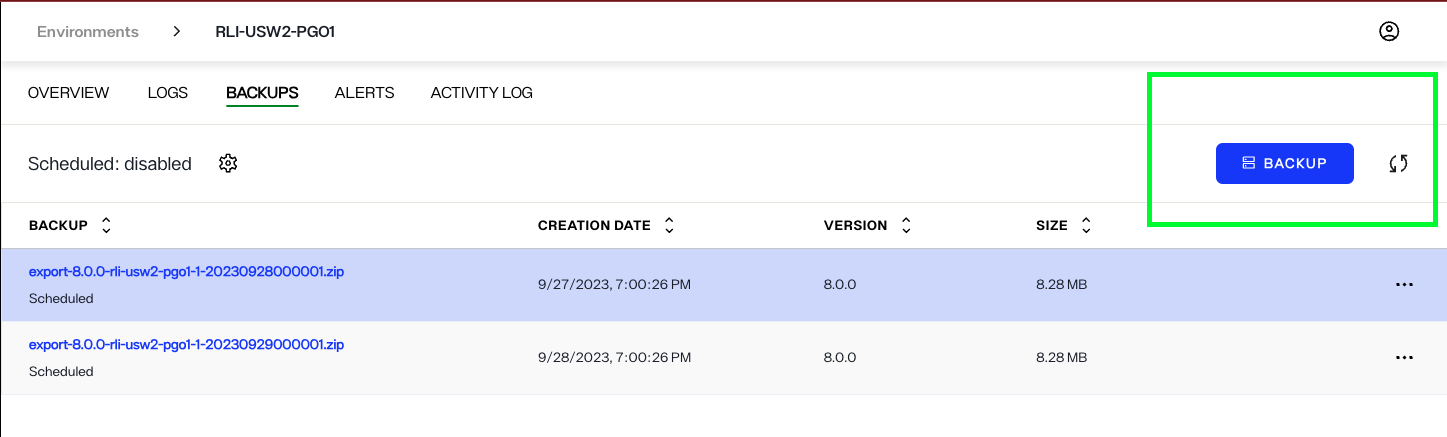 Environments > RLI-USW2-PGO1
OVERVIEW LOGS BACKUPS ALERTS ACTIVITY LOG
Scheduled: disabled BACKUP
BACKUP CREATION DATE VERSION SIZE
export-8.0.0-rli-usw2-pgo1-1-20230928000001.zip
9/27/2023, 7:00:26 PM 8.0.0 8.28 MB
Scheduled
export-8.0.0-rli-usw2-pgo1-1-20230929000001.zip
9/28/2023, 7:00:26 PM 8.0.0 8.28 MB
Scheduled